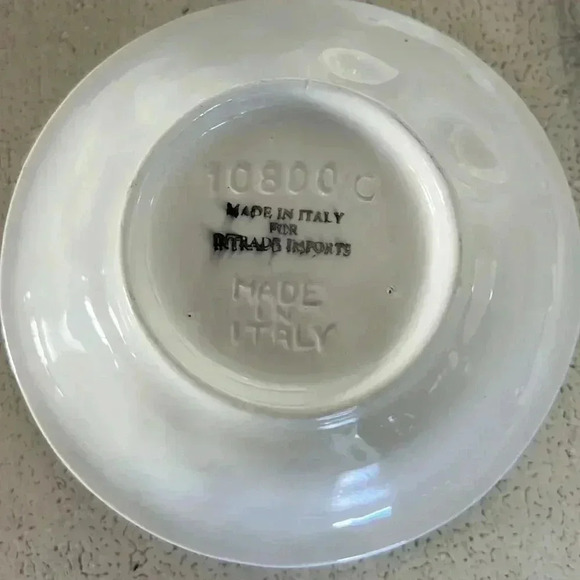 10800 C
MADE IN ITALY
FOR
INTRADE IMPORTS
MADE
IN
ITALY